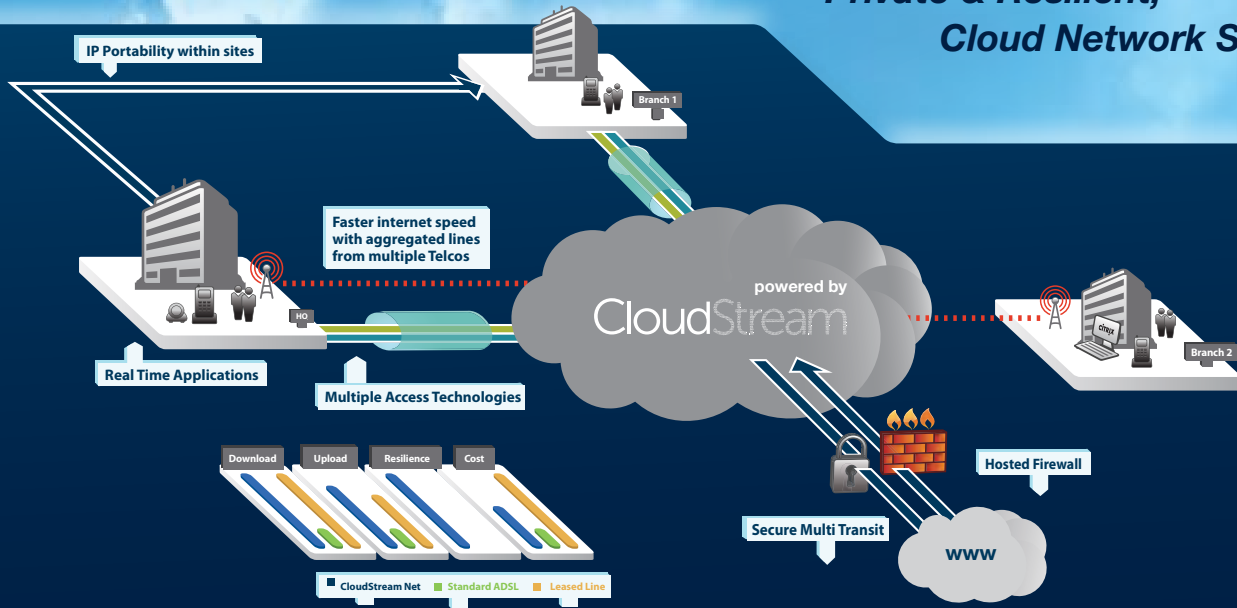 Private & Resilient,
Cloud Network
IP Portability within sites
Branch 1
Faster internet speed
with aggregated lines
from multiple Telcos
powered by
CloudStream
HO
citrix
Branch 2
Real Time Applications
Multiple Access Technologies
Download
Upload
Resilience
Cost
Hosted Firewall
Secure Multi Transit
www
CloudStream Net
Standard ADSL
Leased Line